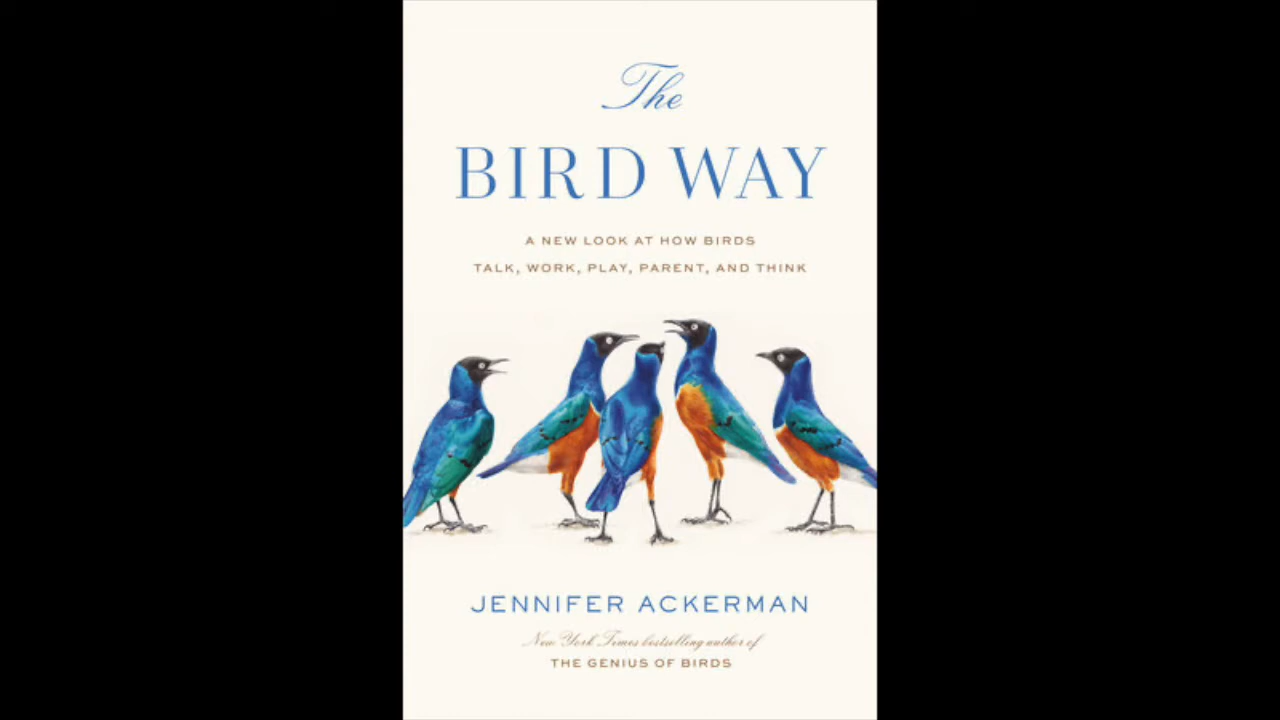 The
BIRD WAY
A NEW LOOK AT HOW BIRDS
TALK, WORK, PLAY, PARENT, AND THINK
JENNIFER ACKERMAN
New York Times bestselling author of
THE GENIUS OF BIRDS